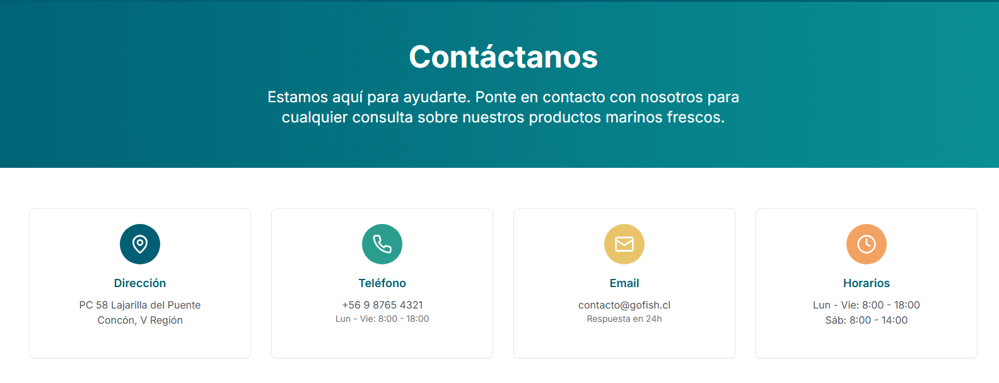 Contáctanos
Estamos aquí para ayudarte. Ponte en contacto con nosotros para
cualquier consulta sobre nuestros productos marinos frescos.
Dirección
PC 58 Lajarilla del Puente
Concón, V Región
Teléfono
+56 9 8765 4321
Lun - Vie: 8:00 - 18:00
Email
contacto@gofish.cl
Respuesta en 24h
Horarios
Lun - Vie: 8:00 - 18:00
Sáb: 8:00 - 14:00